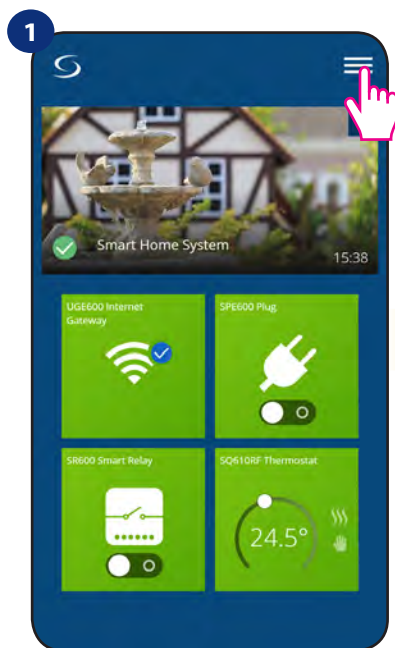 1
Smart Home System
15:38
UGE600 Internet
Gateway
SPE600 Plug
SR600 Smart Relay
SQ610RF Thermostat
24.5°